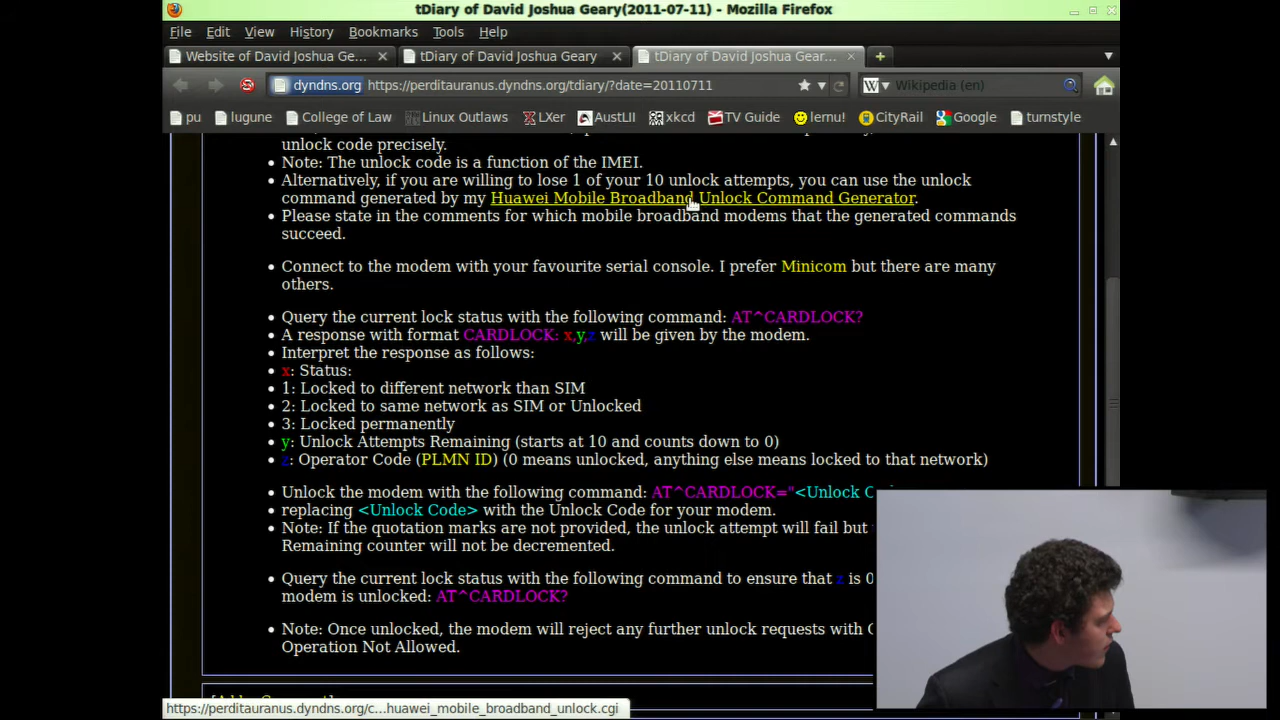 tDiary of David Joshua Geary(2011-07-11) - Mozilla Firefox
File Edit View History Bookmarks Tools Help
Website of David Joshua Ge... tDiary of David Joshua Geary tDiary of David Joshua Gear...
dyndns.org https://perditauranus.dyndns.org/tdiary/?date=20110711 W Wikipedia (en)
pu lugune College of Law Linux Outlaws LXer AustLII xkcd TV Guide lernu! CityRail Google turnstyle
unlock code precisely.
Note: The unlock code is a function of the IMEI.
Alternatively, if you are willing to lose 1 of your 10 unlock attempts, you can use the unlock
command generated by my Huawei Mobile Broadband Unlock Command Generator.
Please state in the comments for which mobile broadband modems that the generated commands
succeed.
Connect to the modem with your favourite serial console. I prefer Minicom but there are many
others.
Query the current lock status with the following command: AT^CARDLOCK?
A response with format CARDLOCK: x,y,z will be given by the modem.
Interpret the response as follows:
x: Status:
1: Locked to different network than SIM
2: Locked to same network as SIM or Unlocked
3: Locked permanently
y: Unlock Attempts Remaining (starts at 10 and counts down to 0)
z: Operator Code (PLMN ID) (0 means unlocked, anything else means locked to that network)
Unlock the modem with the following command: AT^CARDLOCK="<Unlock C
replacing <Unlock Code> with the Unlock Code for your modem.
Note: If the quotation marks are not provided, the unlock attempt will fail but
Remaining counter will not be decremented.
Query the current lock status with the following command to ensure that z is 0
modem is unlocked: AT^CARDLOCK?
Note: Once unlocked, the modem will reject any further unlock requests with
Operation Not Allowed.
https://perditauranus.dyndns.org/c...huawei_mobile_broadband_unlock.cgi